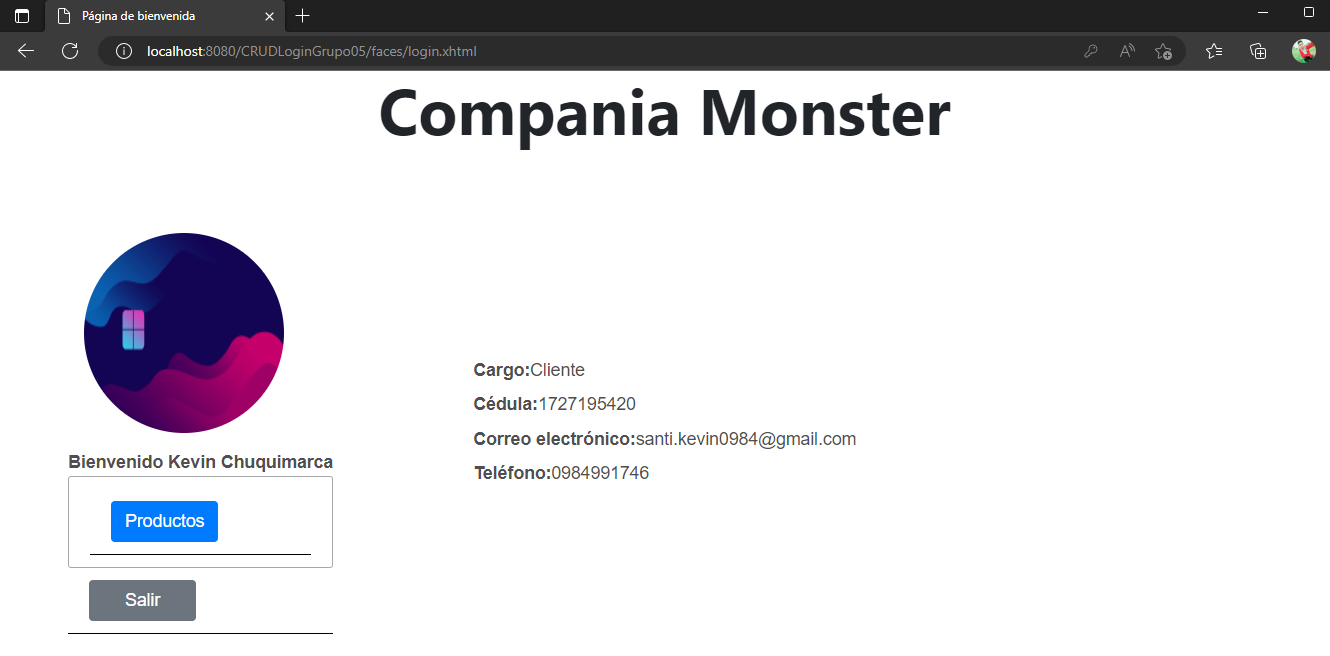 Página de bienvenida
localhost:8080/CRUDLoginGrupo05/faces/login.xhtml
Compania Monster
Cargo:Cliente
Cédula:1727195420
Correo electrónico:santi.kevin0984@gmail.com
Teléfono:0984991746
Bienvenido Kevin Chuquimarca
Productos
Salir